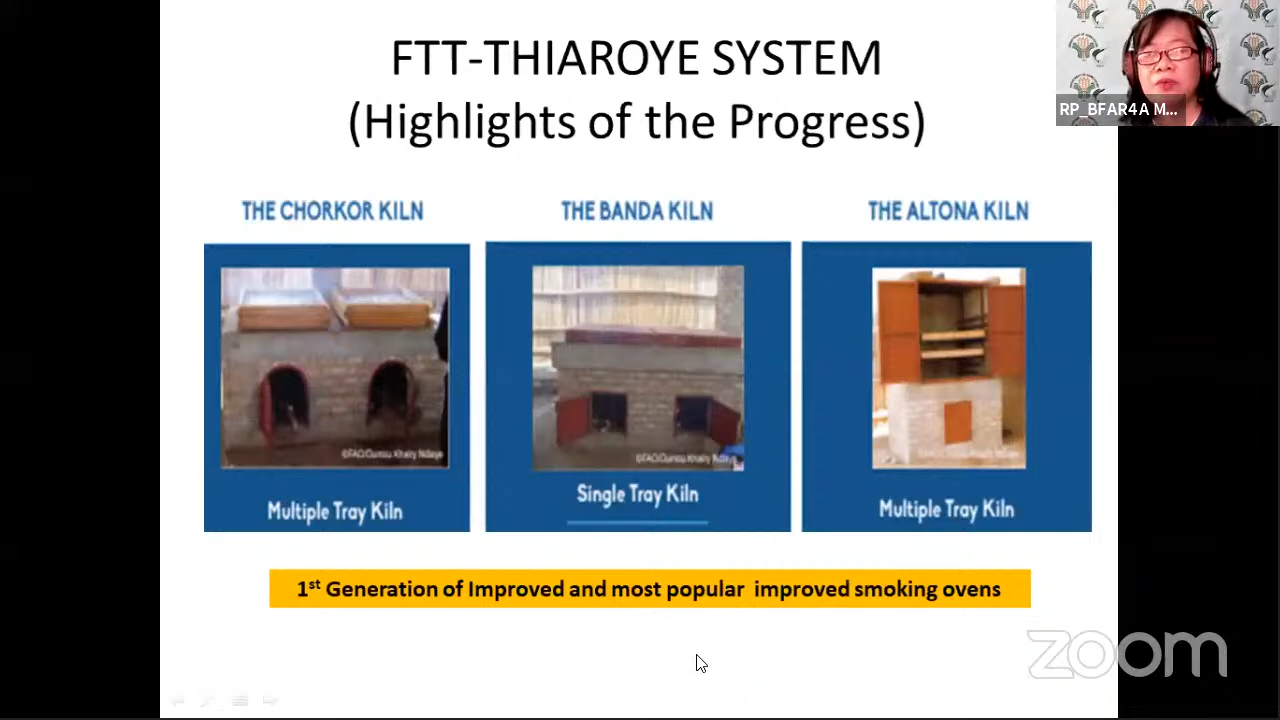 FTT-THIAROYE SYSTEM
(Highlights of the Progress)
RP_BFAR4A M...
THE CHORKOR KILN
THE BANDA KILN
THE ALTONA KILN
Multiple Tray Kiln
Single Tray Kiln
Multiple Tray Kiln
1st Generation of Improved and most popular improved smoking ovens
zoom